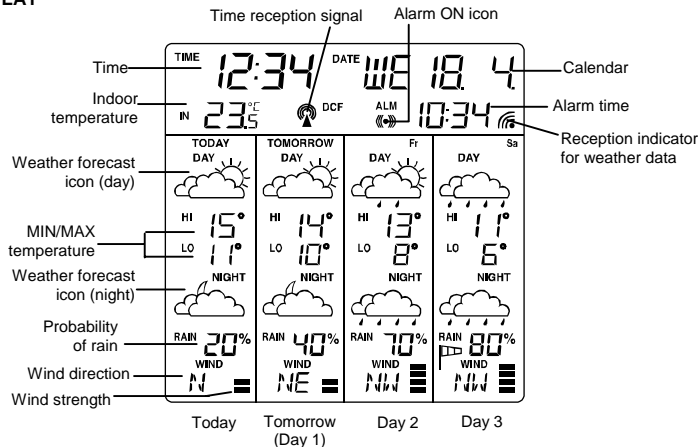 LAY
Time reception signal
Alarm ON icon
Time
TIME 12:34 DATE WE 18. 4.
Calendar
Indoor
temperature
IN 23.5 °C DCF ALM 10:34
Alarm time
Reception indicator
for weather data
TODAY TOMORROW Fr Sa
DAY DAY DAY DAY
Weather forecast
icon (day)
MIN/MAX
temperature
HI 15° HI 14° HI 13° HI 11°
LO 11° LO 10° LO 8° LO 6°
Weather forecast
icon (night)
NIGHT NIGHT NIGHT NIGHT
Probability
of rain
RAIN 20% RAIN 40% RAIN 70% RAIN 80%
Wind direction
WIND WIND WIND WIND
N NE NW NW
Wind strength
Today Tomorrow Day 2 Day 3
(Day 1)